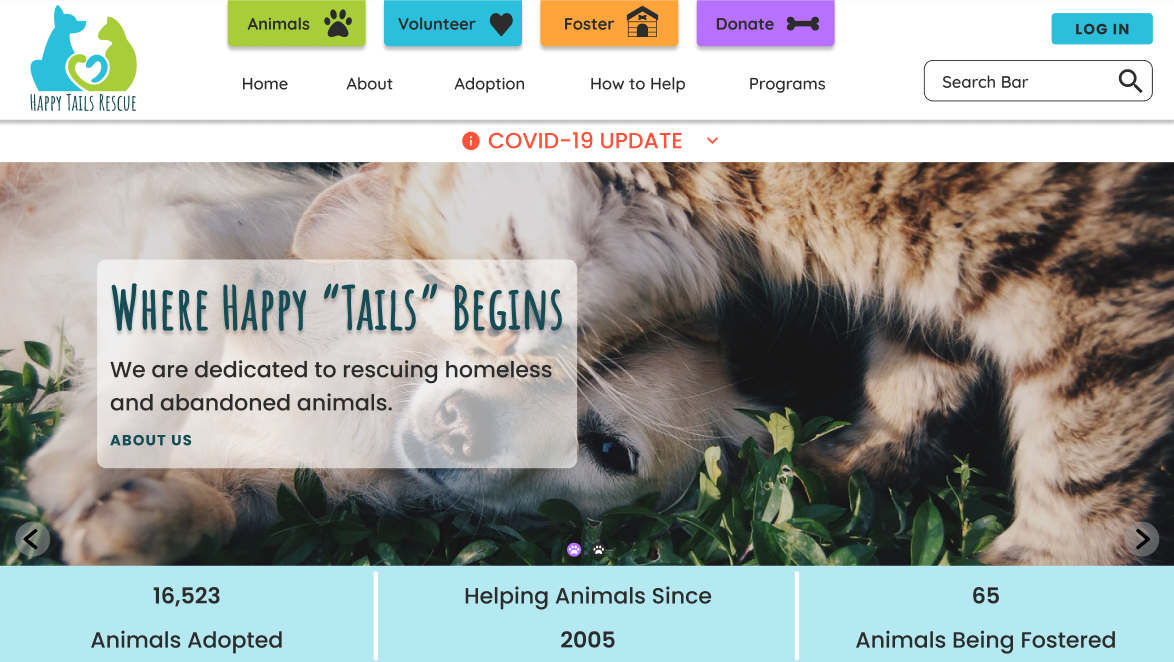 Animals
Volunteer
Foster
Donate
LOG IN
HAPPY TAILS RESCUE
Home
About
Adoption
How to Help
Programs
Search Bar
COVID-19 UPDATE
WHERE HAPPY “TAILS” BEGINS
We are dedicated to rescuing homeless
and abandoned animals.
ABOUT US
16,523
Animals Adopted
Helping Animals Since
2005
65
Animals Being Fostered